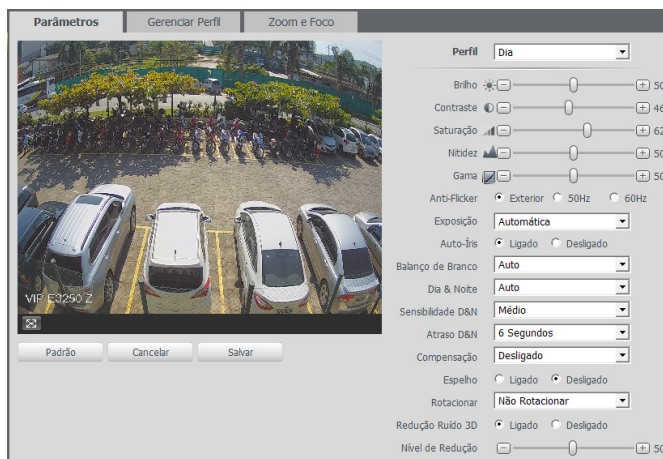 Parâmetros Gerenciar Perfil Zoom e Foco
Perfil Dia
Brilho 50
Contraste 46
Saturação 62
Nitidez 50
Gama 50
Anti-Flicker Exterior 50Hz 60Hz
Exposição Automática
Auto-Íris Ligado Desligado
Balanço de Branco Auto
Dia & Noite Auto
Sensibilidade D&N Médio
Atraso D&N 6 Segundos
Compensação Desligado
Espelho Ligado Desligado
Rotacionar Não Rotacionar
Redução Ruído 3D Ligado Desligado
Nível de Redução 50
VIP E3250 Z
Padrão Cancelar Salvar